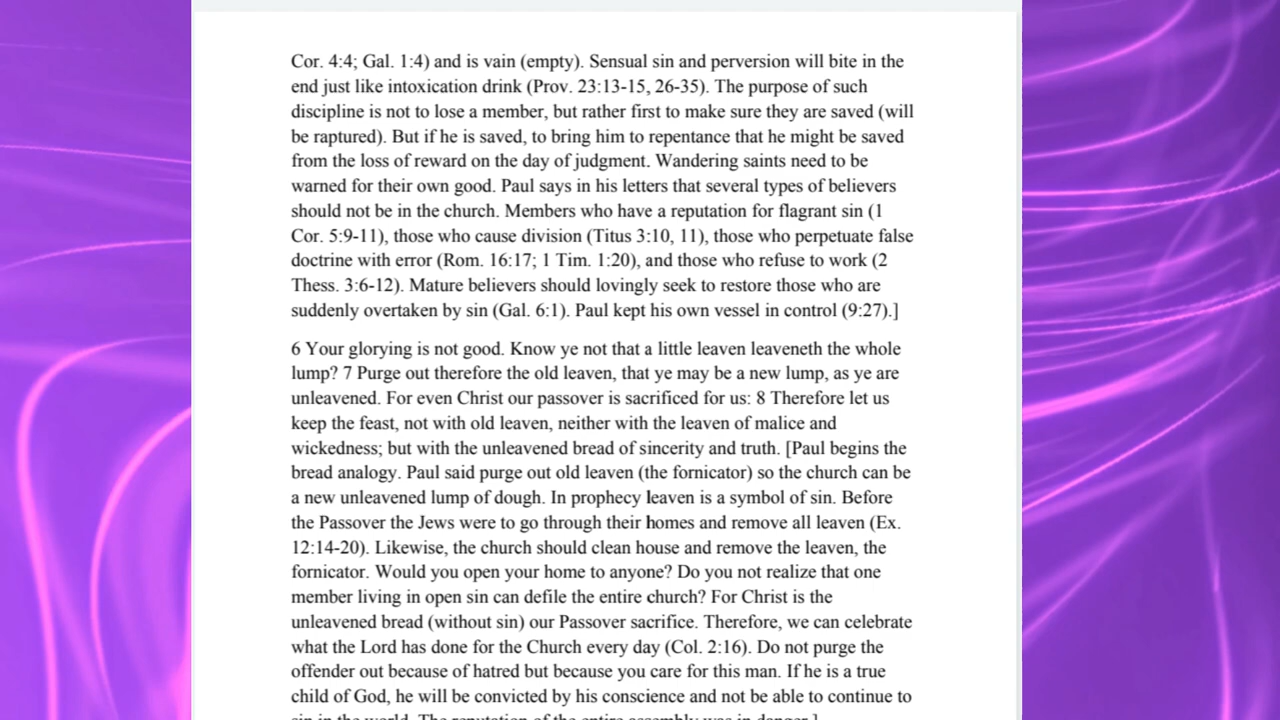 Cor. 4:4; Gal. 1:4) and is vain (empty). Sensual sin and perversion will bite in the
end just like intoxication drink (Prov. 23:13-15, 26-35). The purpose of such
discipline is not to lose a member, but rather first to make sure they are saved (will
be raptured). But if he is saved, to bring him to repentance that he might be saved
from the loss of reward on the day of judgment. Wandering saints need to be
warned for their own good. Paul says in his letters that several types of believers
should not be in the church. Members who have a reputation for flagrant sin (1
Cor. 5:9-11), those who cause division (Titus 3:10, 11), those who perpetuate false
doctrine with error (Rom. 16:17; 1 Tim. 1:20), and those who refuse to work (2
Thess. 3:6-12). Mature believers should lovingly seek to restore those who are
suddenly overtaken by sin (Gal. 6:1). Paul kept his own vessel in control (9:27).]
6 Your glorying is not good. Know ye not that a little leaven leaveneth the whole
lump? 7 Purge out therefore the old leaven, that ye may be a new lump, as ye are
unleavened. For even Christ our passover is sacrificed for us: 8 Therefore let us
keep the feast, not with old leaven, neither with the leaven of malice and
wickedness; but with the unleavened bread of sincerity and truth. [Paul begins the
bread analogy. Paul said purge out old leaven (the fornicator) so the church can be
a new unleavened lump of dough. In prophecy leaven is a symbol of sin. Before
the Passover the Jews were to go through their homes and remove all leaven (Ex.
12:14-20). Likewise, the church should clean house and remove the leaven, the
fornicator. Would you open your home to anyone? Do you not realize that one
member living in open sin can defile the entire church? For Christ is the
unleavened bread (without sin) our Passover sacrifice. Therefore, we can celebrate
what the Lord has done for the Church every day (Col. 2:16). Do not purge the
offender out because of hatred but because you care for this man. If he is a true
child of God, he will be convicted by his conscience and not be able to continue to
sin in the world. The reputation of the entire assembly was in danger.]